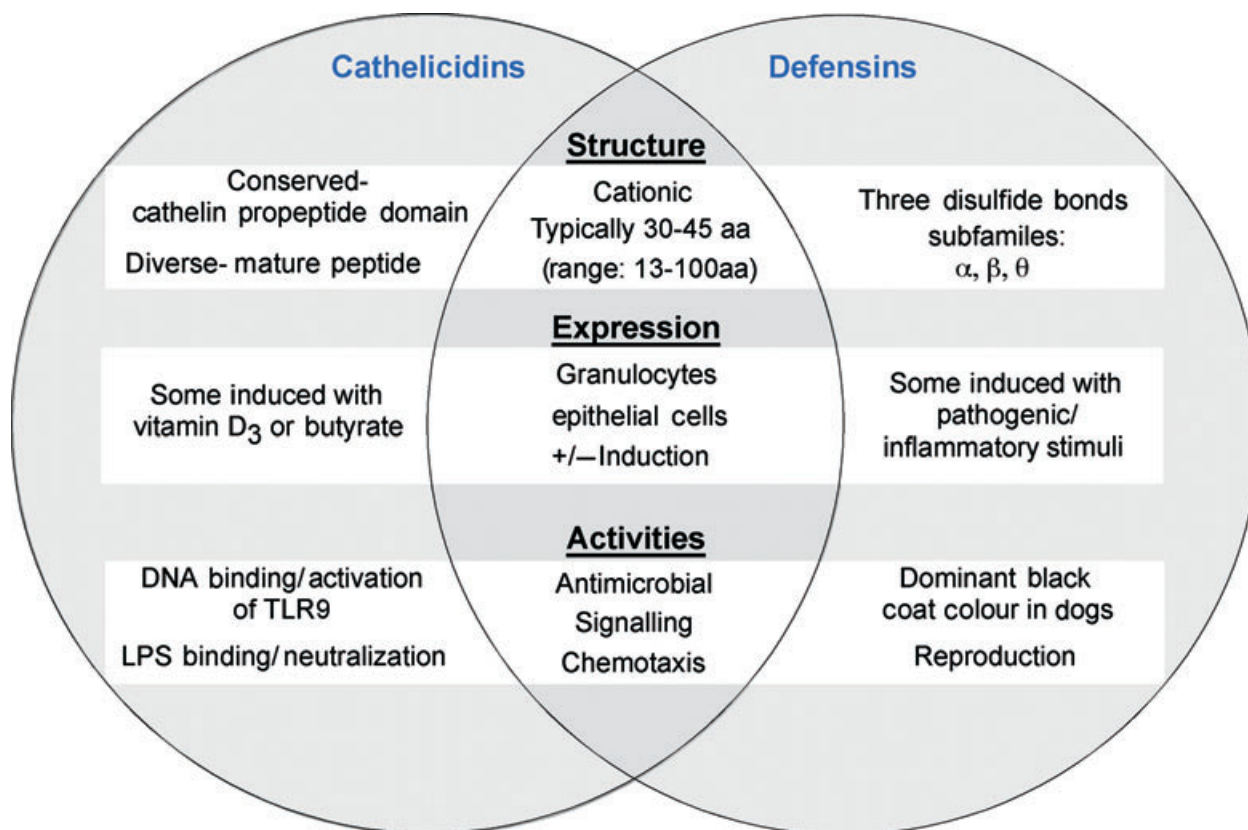 Cathelicidins
Defensins
Structure
Conserved-
cathelin propeptide domain
Diverse- mature peptide
Cationic
Typically 30-45 aa
(range: 13-100aa)
Three disulfide bonds
subfamiles:
α, β, θ
Expression
Some induced with
vitamin D₃ or butyrate
Granulocytes
epithelial cells
+/–Induction
Some induced with
pathogenic/
inflammatory stimuli
Activities
DNA binding/activation
of TLR9
LPS binding/neutralization
Antimicrobial
Signalling
Chemotaxis
Dominant black
coat colour in dogs
Reproduction